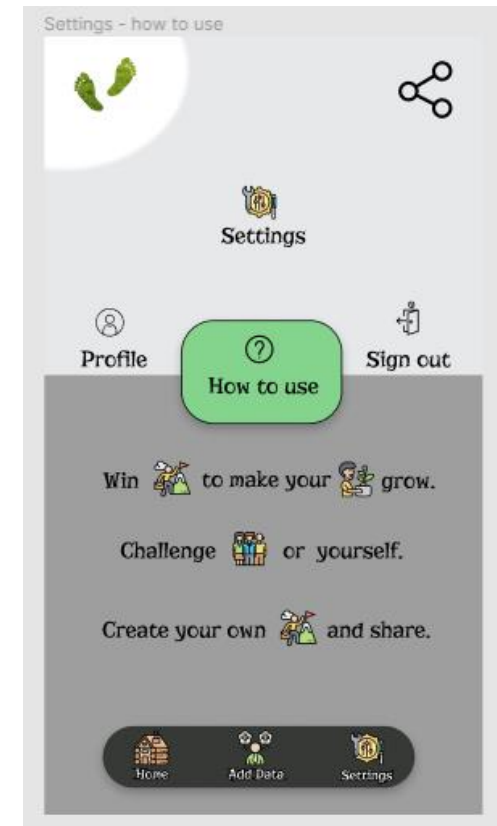 Settings - how to use
Settings
Profile
How to use
Sign out
Win to make your grow.
Challenge or yourself.
Create your own and share.
Home
Add Data
Settings